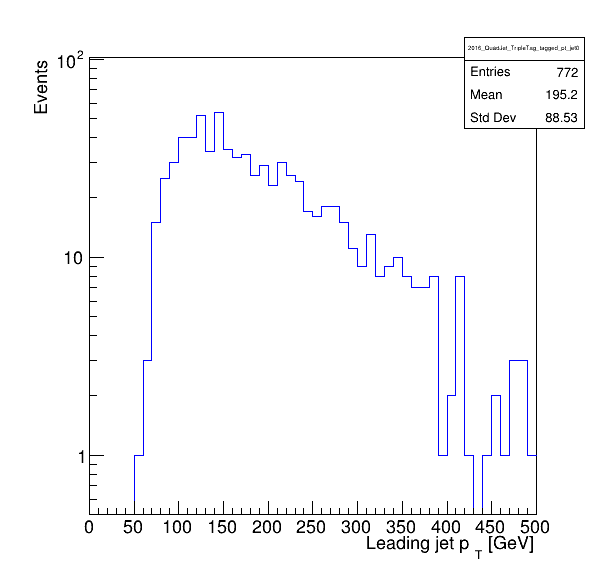 2016_QuadJet_TripleTag_tagged_pt_jet0
Entries 772
Mean 195.2
Std Dev 88.53
Events
10²
10
1
0 50 100 150 200 250 300 350 400 450 500
Leading jet p_T [GeV]